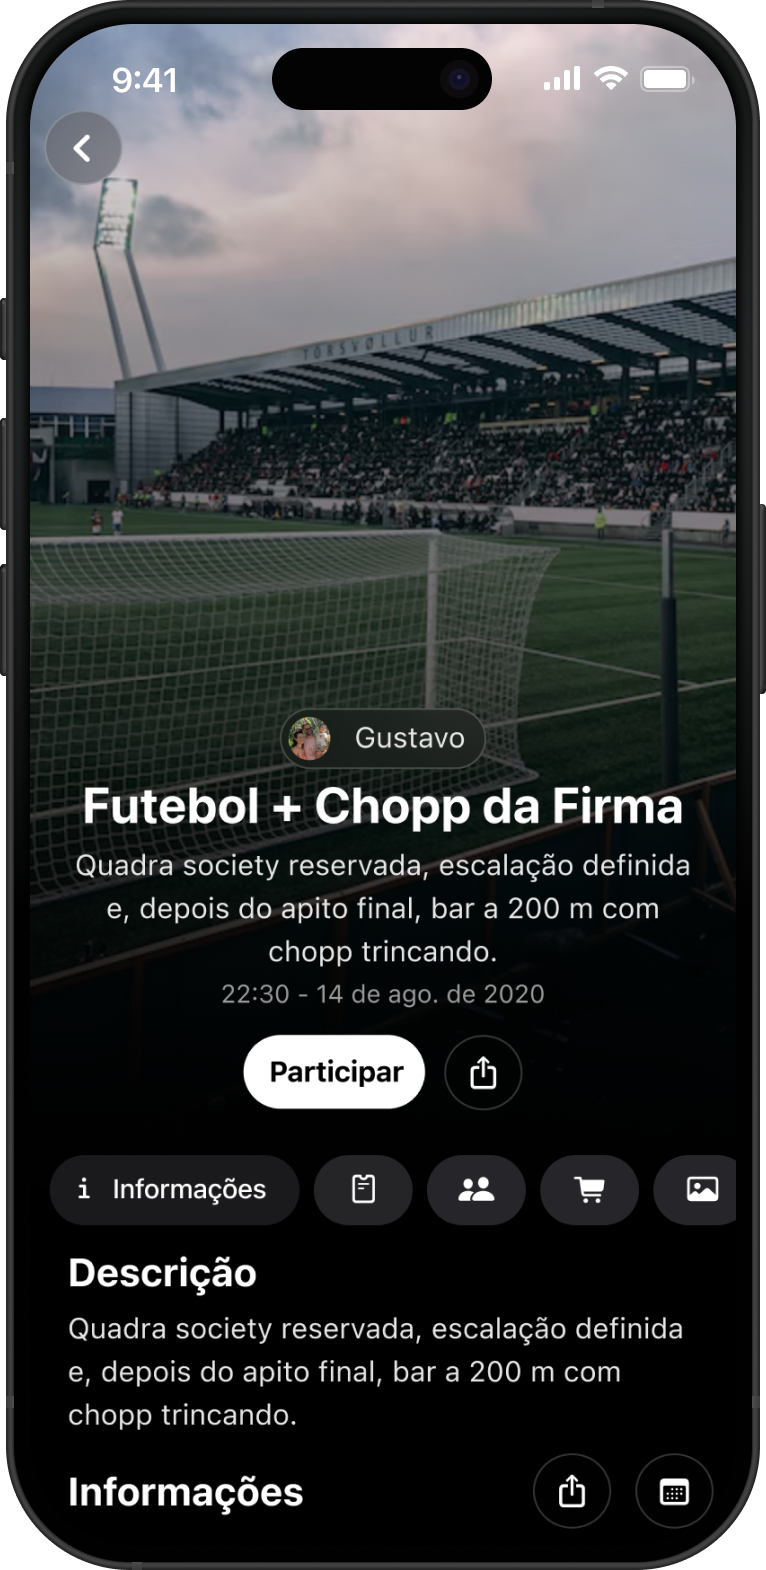 9:41
TORSVØLLUR
Gustavo
Futebol + Chopp da Firma
Quadra society reservada, escalação definida
e, depois do apito final, bar a 200 m com
chopp trincando.
22:30 - 14 de ago. de 2020
Participar
i Informações
Descrição
Quadra society reservada, escalação definida
e, depois do apito final, bar a 200 m com
chopp trincando.
Informações